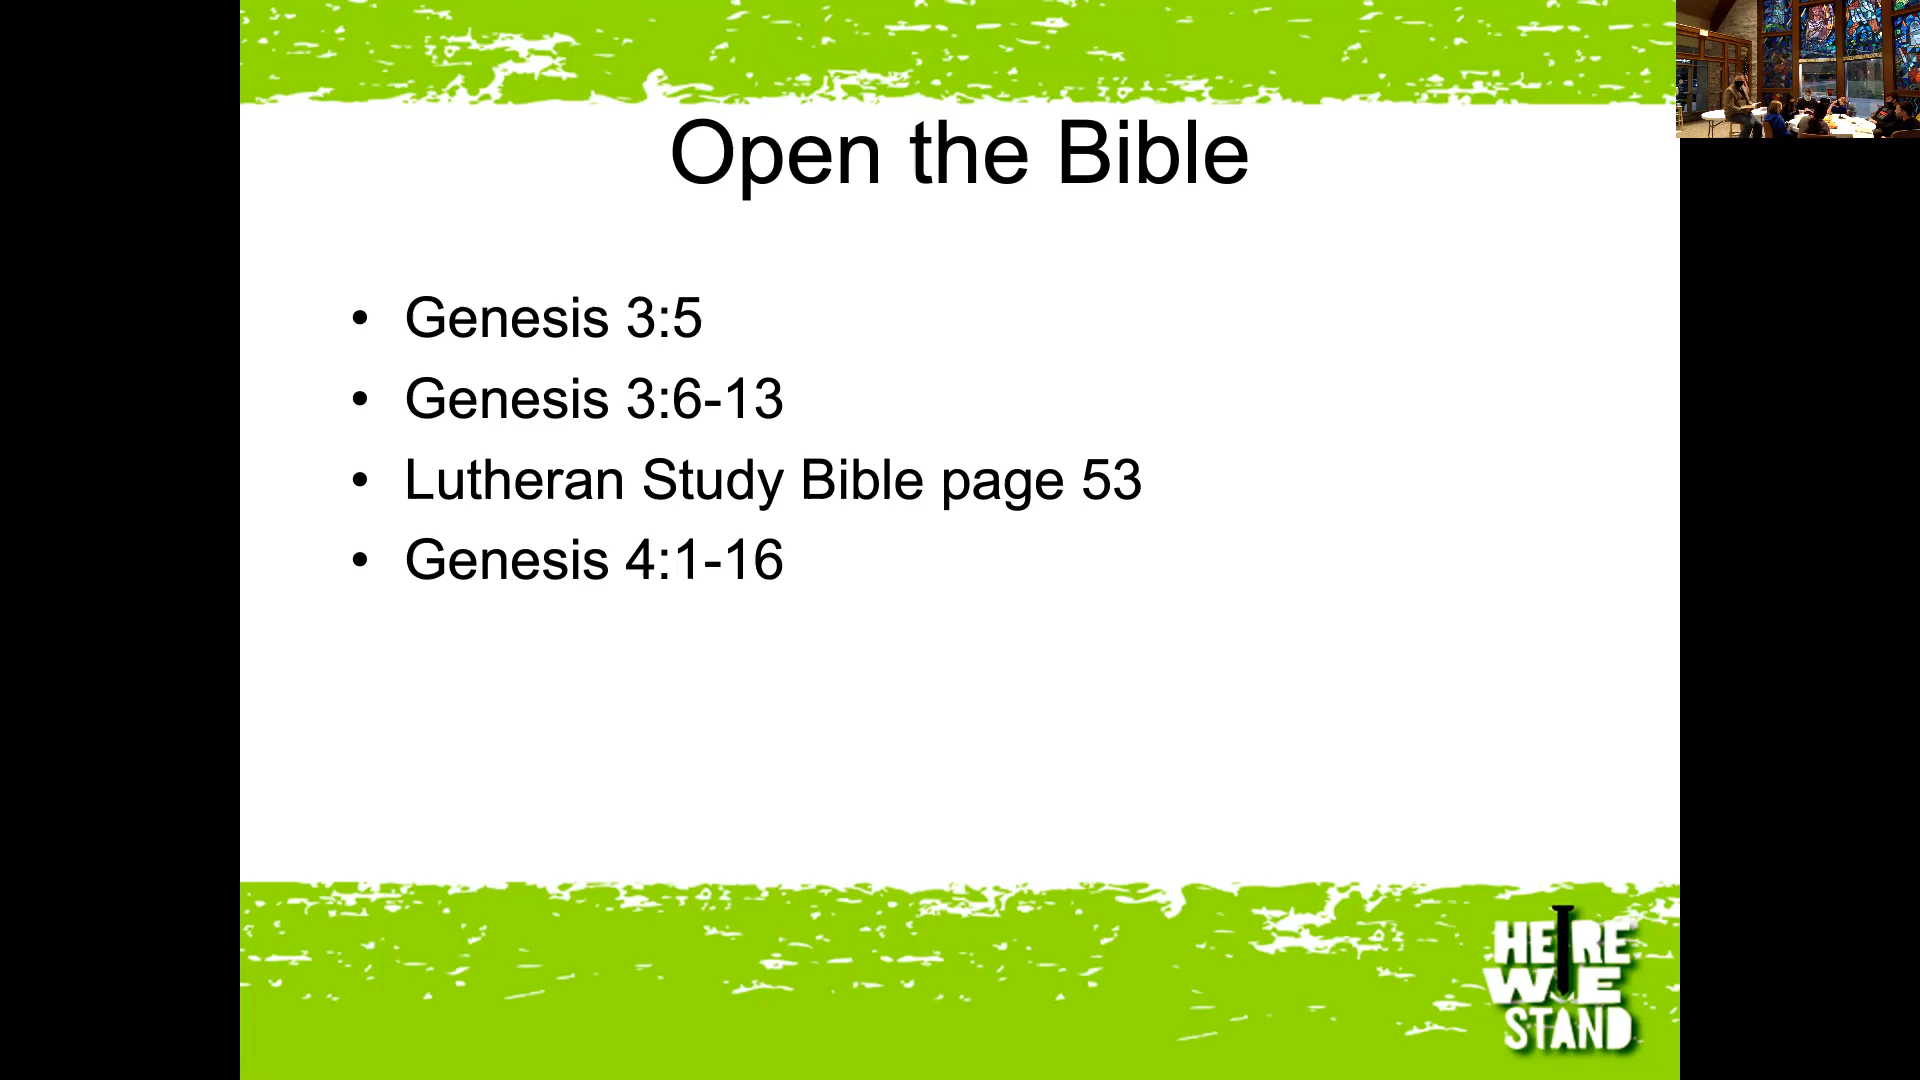 Open the Bible
• Genesis 3:5
• Genesis 3:6-13
• Lutheran Study Bible page 53
• Genesis 4:1-16
HERE
WE
STAND